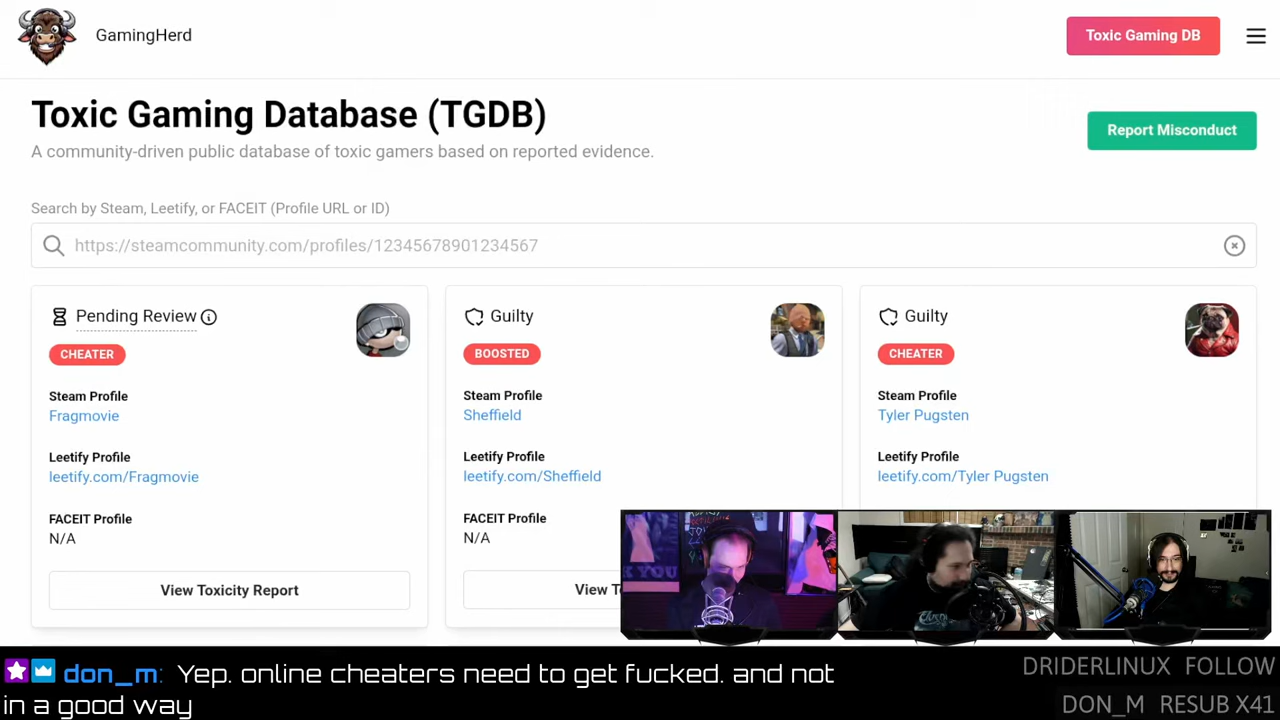 GamingHerd
Toxic Gaming DB
Toxic Gaming Database (TGDB)
A community-driven public database of toxic gamers based on reported evidence.
Report Misconduct
Search by Steam, Leetify, or FACEIT (Profile URL or ID)
https://steamcommunity.com/profiles/12345678901234567
Pending Review
CHEATER
Steam Profile
Fragmovie
Leetify Profile
leetify.com/Fragmovie
FACEIT Profile
N/A
View Toxicity Report
Guilty
BOOSTED
Steam Profile
Sheffield
Leetify Profile
leetify.com/Sheffield
FACEIT Profile
N/A
Guilty
CHEATER
Steam Profile
Tyler Pugsten
Leetify Profile
leetify.com/Tyler Pugsten
don_m: Yep. online cheaters need to get fucked. and not
in a good way
DRIDERLINUX FOLLOW
DON_M RESUB X41